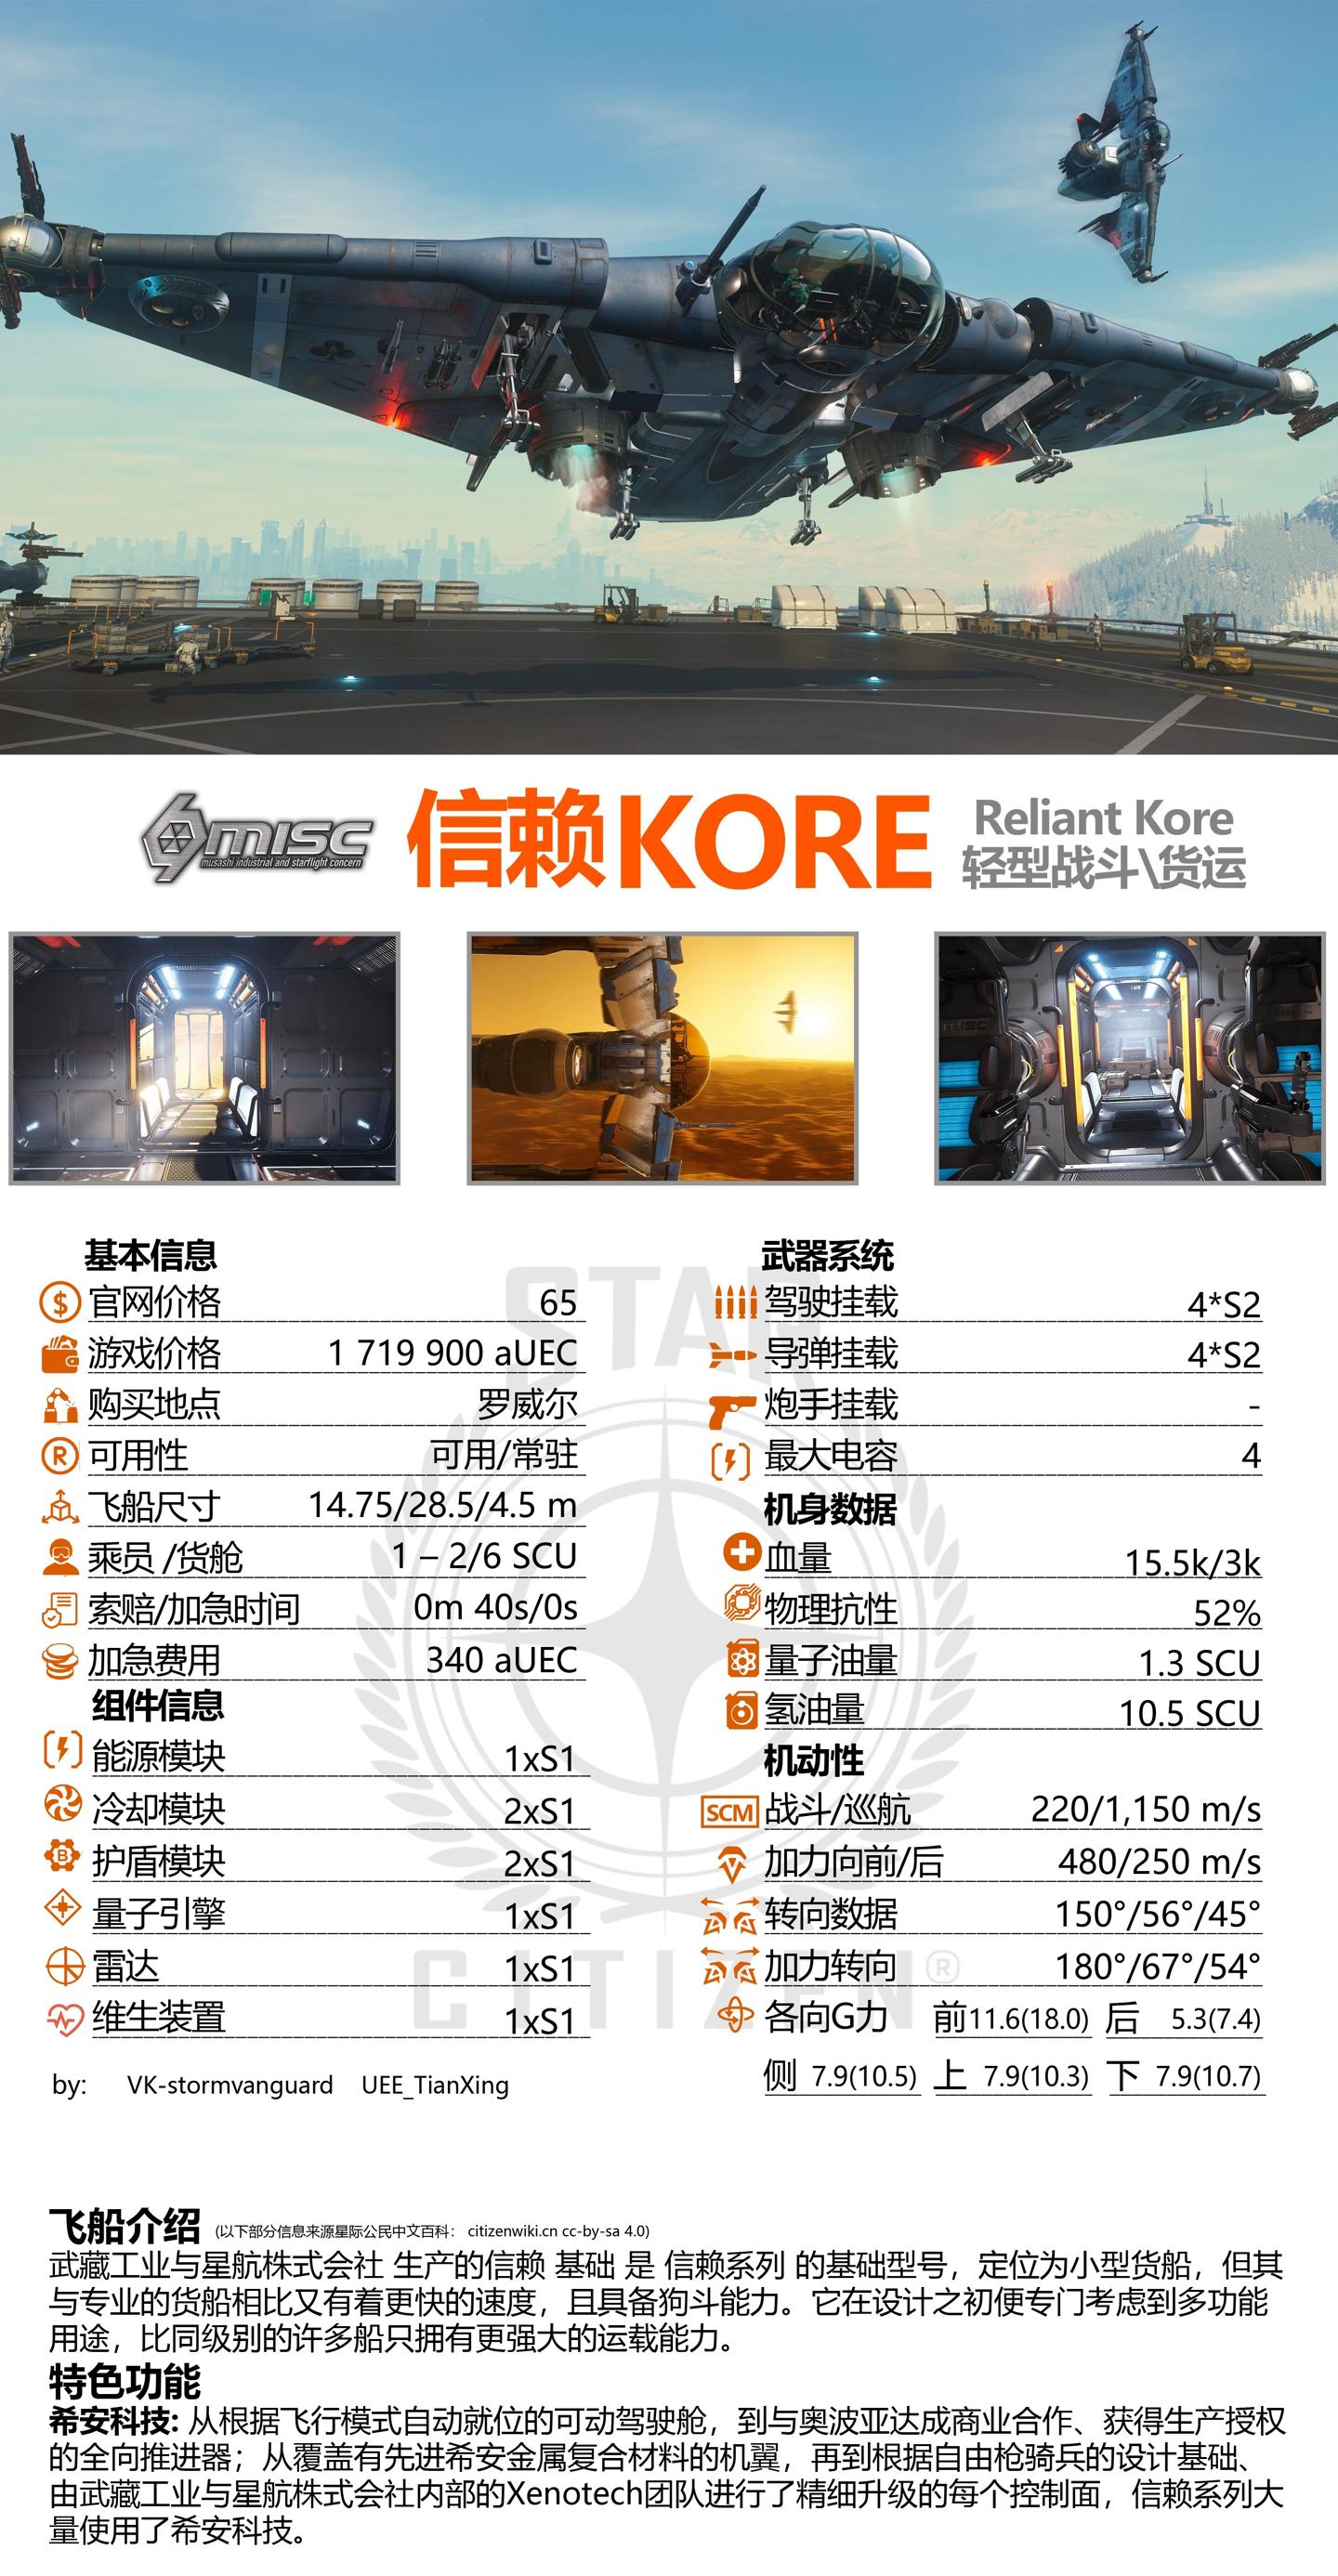 MISC
musashi industrial and starflight concern
信赖KORE
Reliant Kore
轻型战斗\货运
MISC
基本信息
官网价格 65
游戏价格 1 719 900 aUEC
购买地点 罗威尔
R 可用性 可用/常驻
飞船尺寸 14.75/28.5/4.5 m
乘员 /货舱 1 – 2/6 SCU
索赔/加急时间 0m 40s/0s
加急费用 340 aUEC
组件信息
能源模块 1xS1
冷却模块 2xS1
B 护盾模块 2xS1
量子引擎 1xS1
雷达 1xS1
维生装置 1xS1
by: VK-stormvanguard UEE_TianXing
武器系统
驾驶挂载 4*S2
导弹挂载 4*S2
炮手挂载 -
最大电容 4
机身数据
血量 15.5k/3k
物理抗性 52%
量子油量 1.3 SCU
氢油量 10.5 SCU
机动性
SCM 战斗/巡航 220/1,150 m/s
加力向前/后 480/250 m/s
转向数据 150°/56°/45°
加力转向 180°/67°/54°
各向G力 前11.6(18.0) 后 5.3(7.4)
侧 7.9(10.5) 上 7.9(10.3) 下 7.9(10.7)
STAR
CITIZEN®
飞船介绍 (以下部分信息来源星际公民中文百科： citizenwiki.cn cc-by-sa 4.0)
武藏工业与星航株式会社 生产的信赖 基础 是 信赖系列 的基础型号，定位为小型货船，但其
与专业的货船相比又有着更快的速度，且具备狗斗能力。它在设计之初便专门考虑到多功能
用途，比同级别的许多船只拥有更强大的运载能力。
特色功能
希安科技: 从根据飞行模式自动就位的可动驾驶舱，到与奥波亚达成商业合作、获得生产授权
的全向推进器；从覆盖有先进希安金属复合材料的机翼，再到根据自由枪骑兵的设计基础、
由武藏工业与星航株式会社内部的Xenotech团队进行了精细升级的每个控制面，信赖系列大
量使用了希安科技。